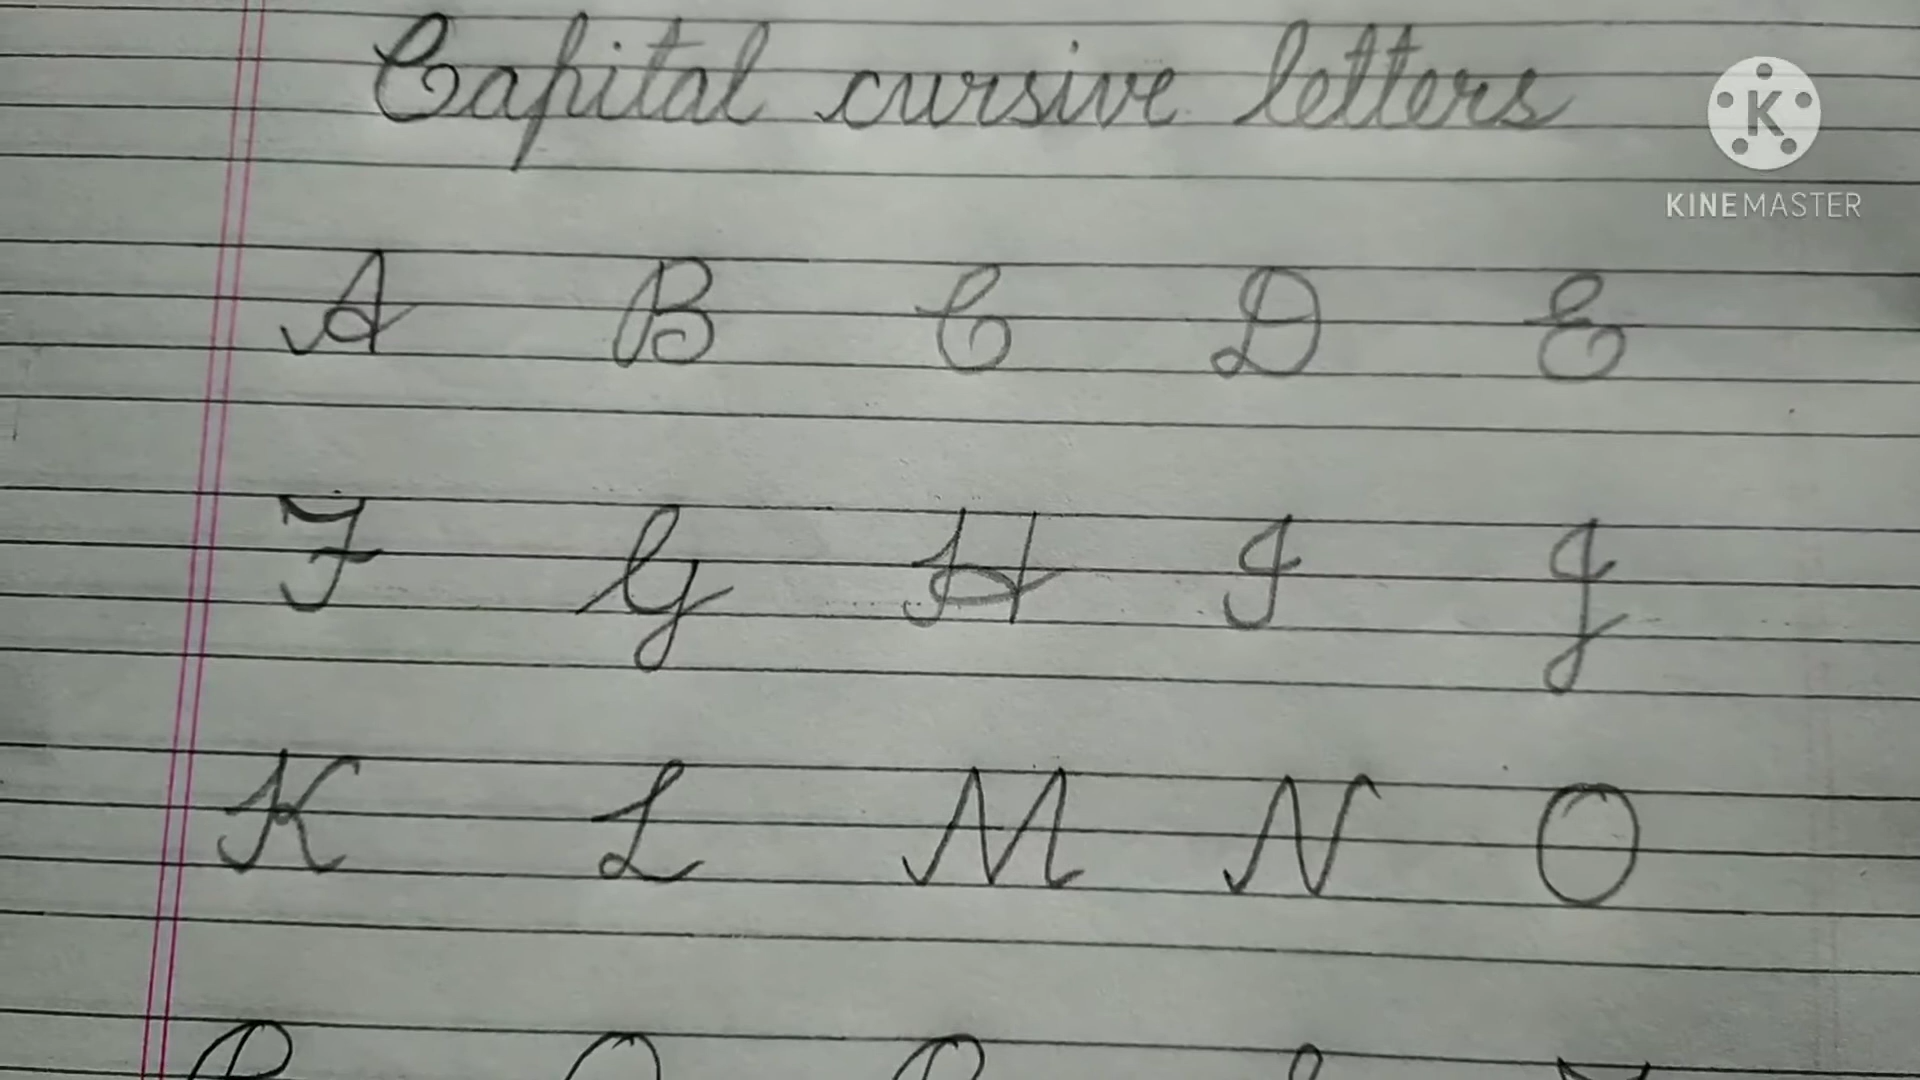 Capital cursive letters
K
KINEMASTER
A B C D E
F G H I J
K L M N O